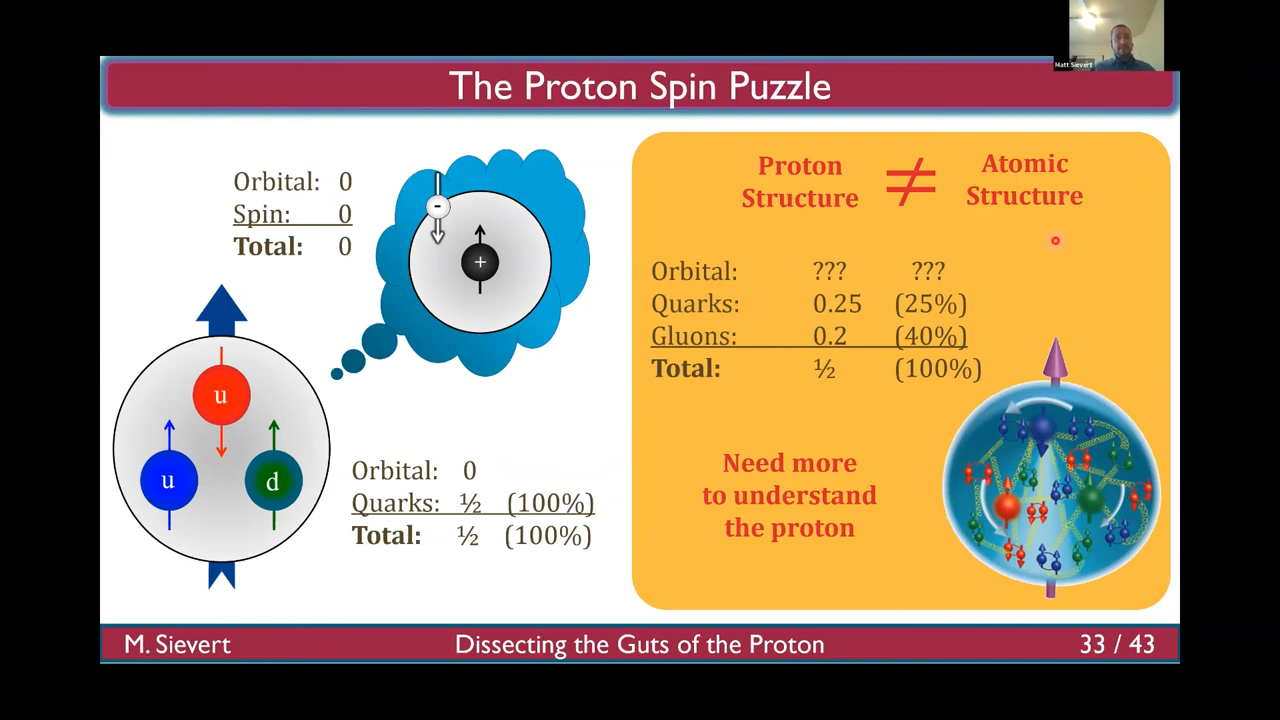 Matt Sievert
The Proton Spin Puzzle
Orbital: 0
Spin: 0
Total: 0
-
+
u
u
d
Orbital: 0
Quarks: ½ (100%)
Total: ½ (100%)
Proton
Structure
≠
Atomic
Structure
Orbital: ??? ???
Quarks: 0.25 (25%)
Gluons: 0.2 (40%)
Total: ½ (100%)
Need more
to understand
the proton
M. Sievert
Dissecting the Guts of the Proton
33 / 43